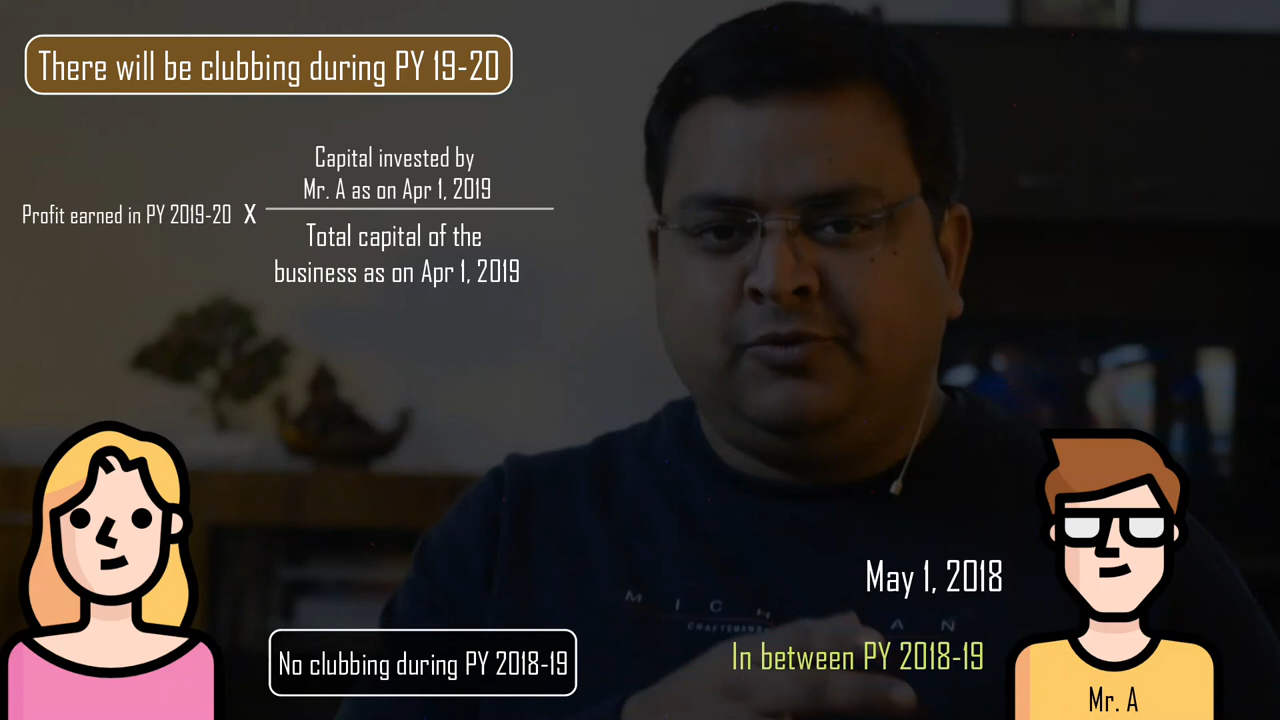 There will be clubbing during PY 19-20
Capital invested by
Mr. A as on Apr 1, 2019
Profit earned in PY 2019-20 X
Total capital of the
business as on Apr 1, 2019
May 1, 2018
M I C H A N
CRAFTSMANS
No clubbing during PY 2018-19
In between PY 2018-19
Mr. A